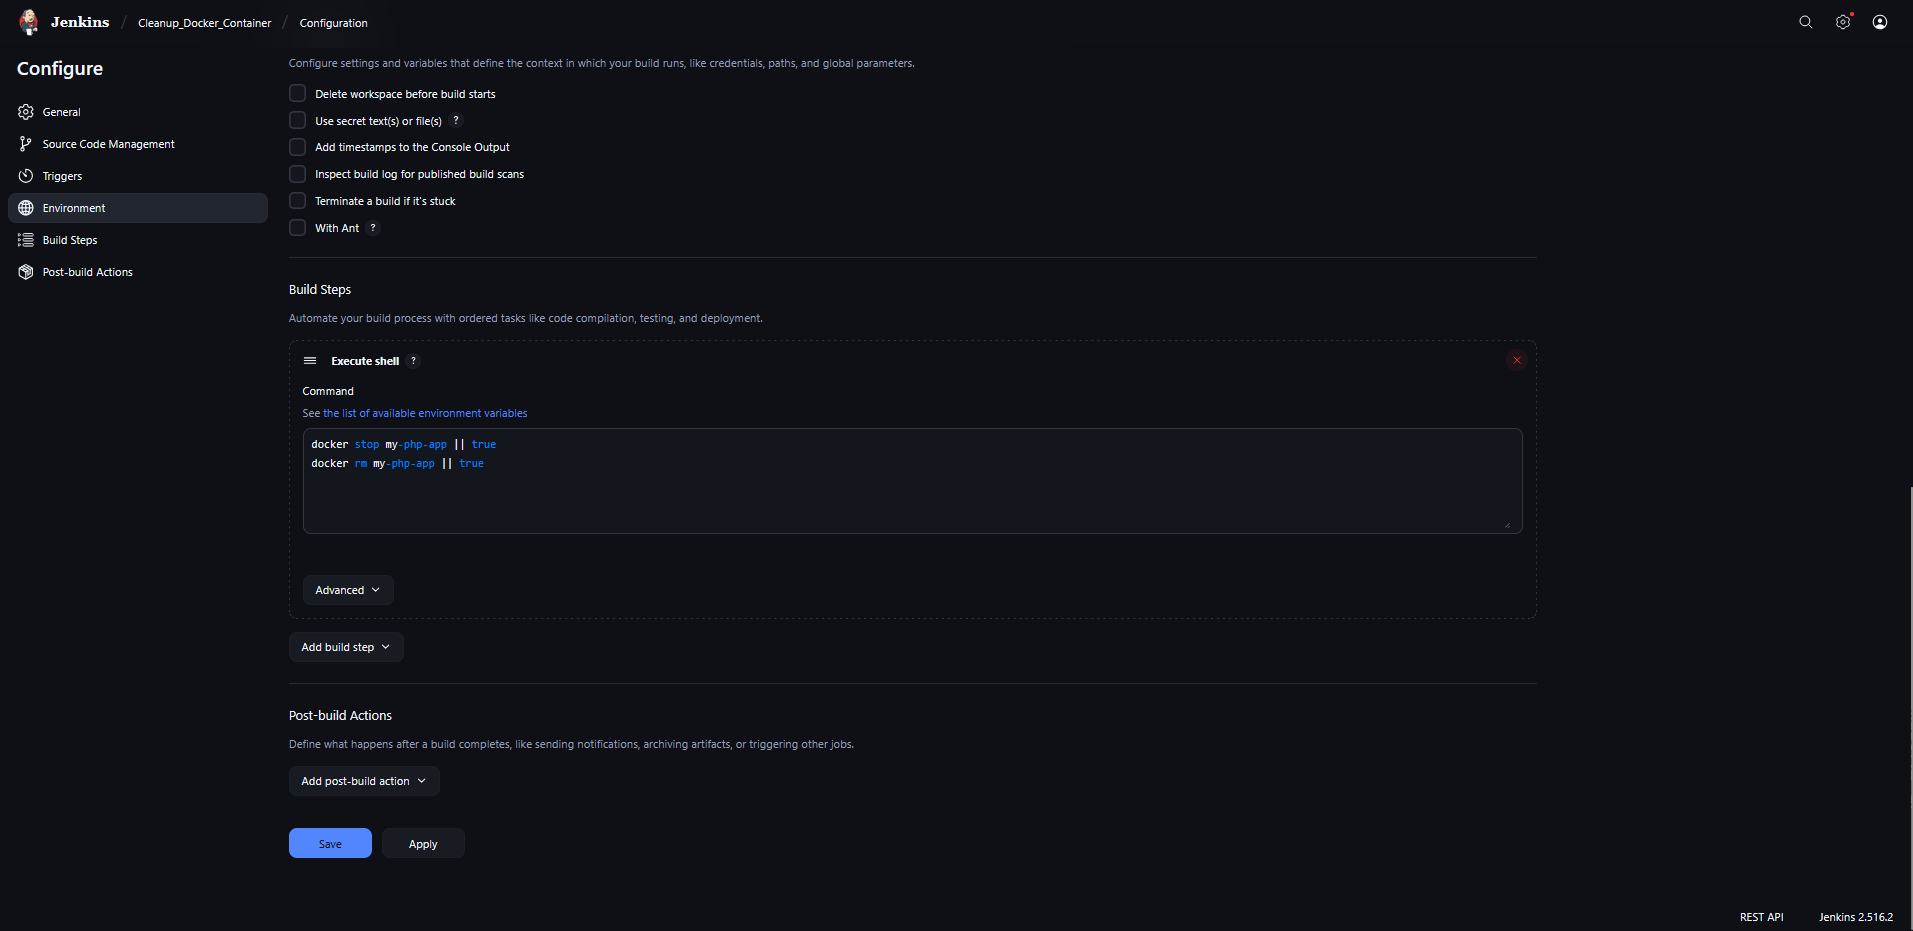 Jenkins / Cleanup_Docker_Container / Configuration
Configure
General
Source Code Management
Triggers
Environment
Build Steps
Post-build Actions
Configure settings and variables that define the context in which your build runs, like credentials, paths, and global parameters.
Delete workspace before build starts
Use secret text(s) or file(s) ?
Add timestamps to the Console Output
Inspect build log for published build scans
Terminate a build if it's stuck
With Ant ?
Build Steps
Automate your build process with ordered tasks like code compilation, testing, and deployment.
Execute shell ?
Command
See the list of available environment variables
docker stop my-php-app || true
docker rm my-php-app || true
Advanced
Add build step
Post-build Actions
Define what happens after a build completes, like sending notifications, archiving artifacts, or triggering other jobs.
Add post-build action
Save
Apply
REST API
Jenkins 2.516.2